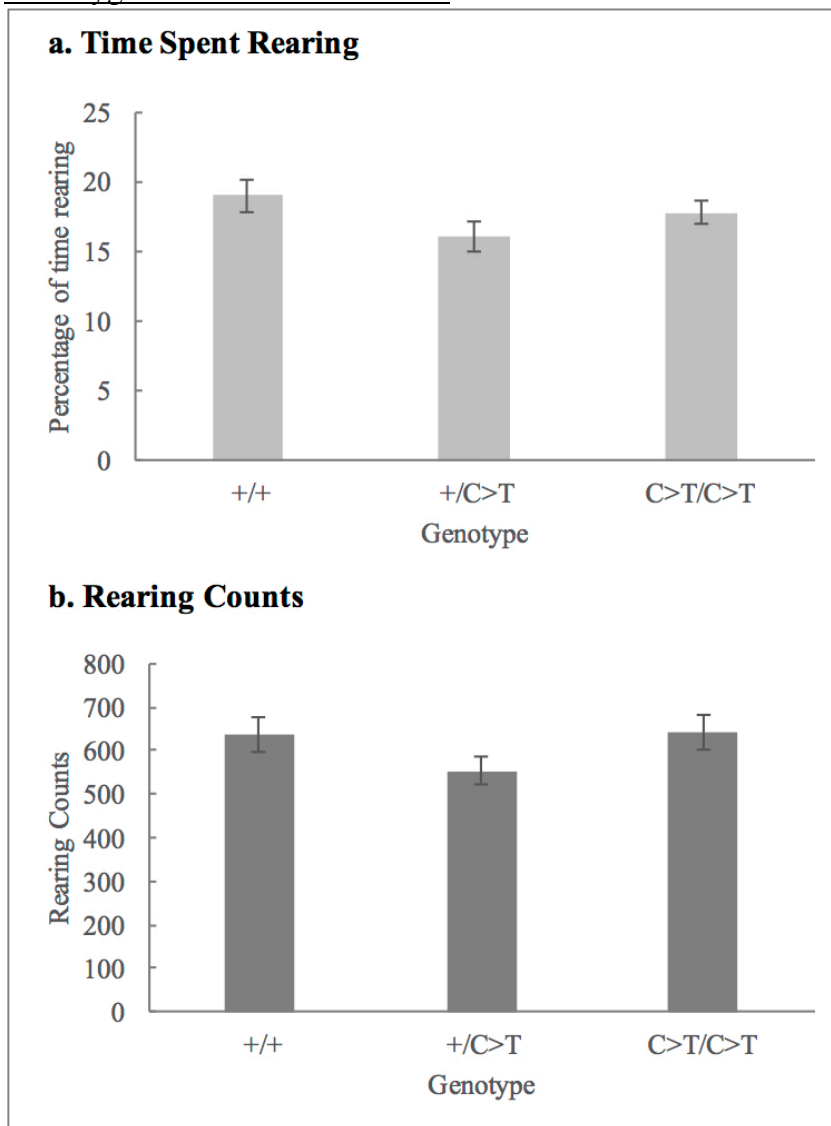 a. Time Spent Rearing
25
20
15
10
5
0
Percentage of time rearing
+/+ +/C>T C>T/C>T
Genotype
b. Rearing Counts
800
700
600
500
400
300
200
100
0
Rearing Counts
+/+ +/C>T C>T/C>T
Genotype